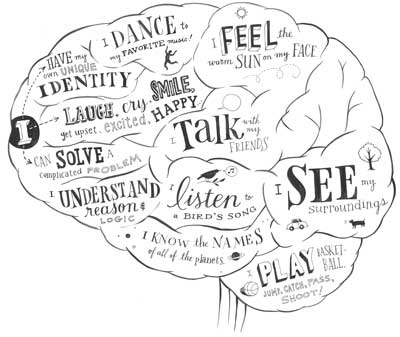 I
HAVE my
own UNIQUE
IDENTITY
I DANCE to
my FAVORITE music!
I FEEL the
warm SUN on my FACE
I LAUGH, cry,
get upset, excited,
SMILE,
HAPPY
I Talk with
my
FRIENDS
I CAN SOLVE A
complicated PROBLEM
I UNDERSTAND
reason &
LOGIC
I listen to
a BIRD'S SONG
I SEE my
surroundings.
I KNOW the NAMES
of all of the planets.
I PLAY BASKET-
BALL.
JUMP, CATCH, PASS,
SHOOT!